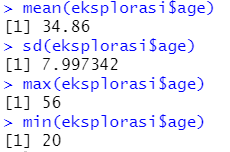 > mean(eksplorasi$age)
[1] 34.86
> sd(eksplorasi$age)
[1] 7.997342
> max(eksplorasi$age)
[1] 56
> min(eksplorasi$age)
[1] 20